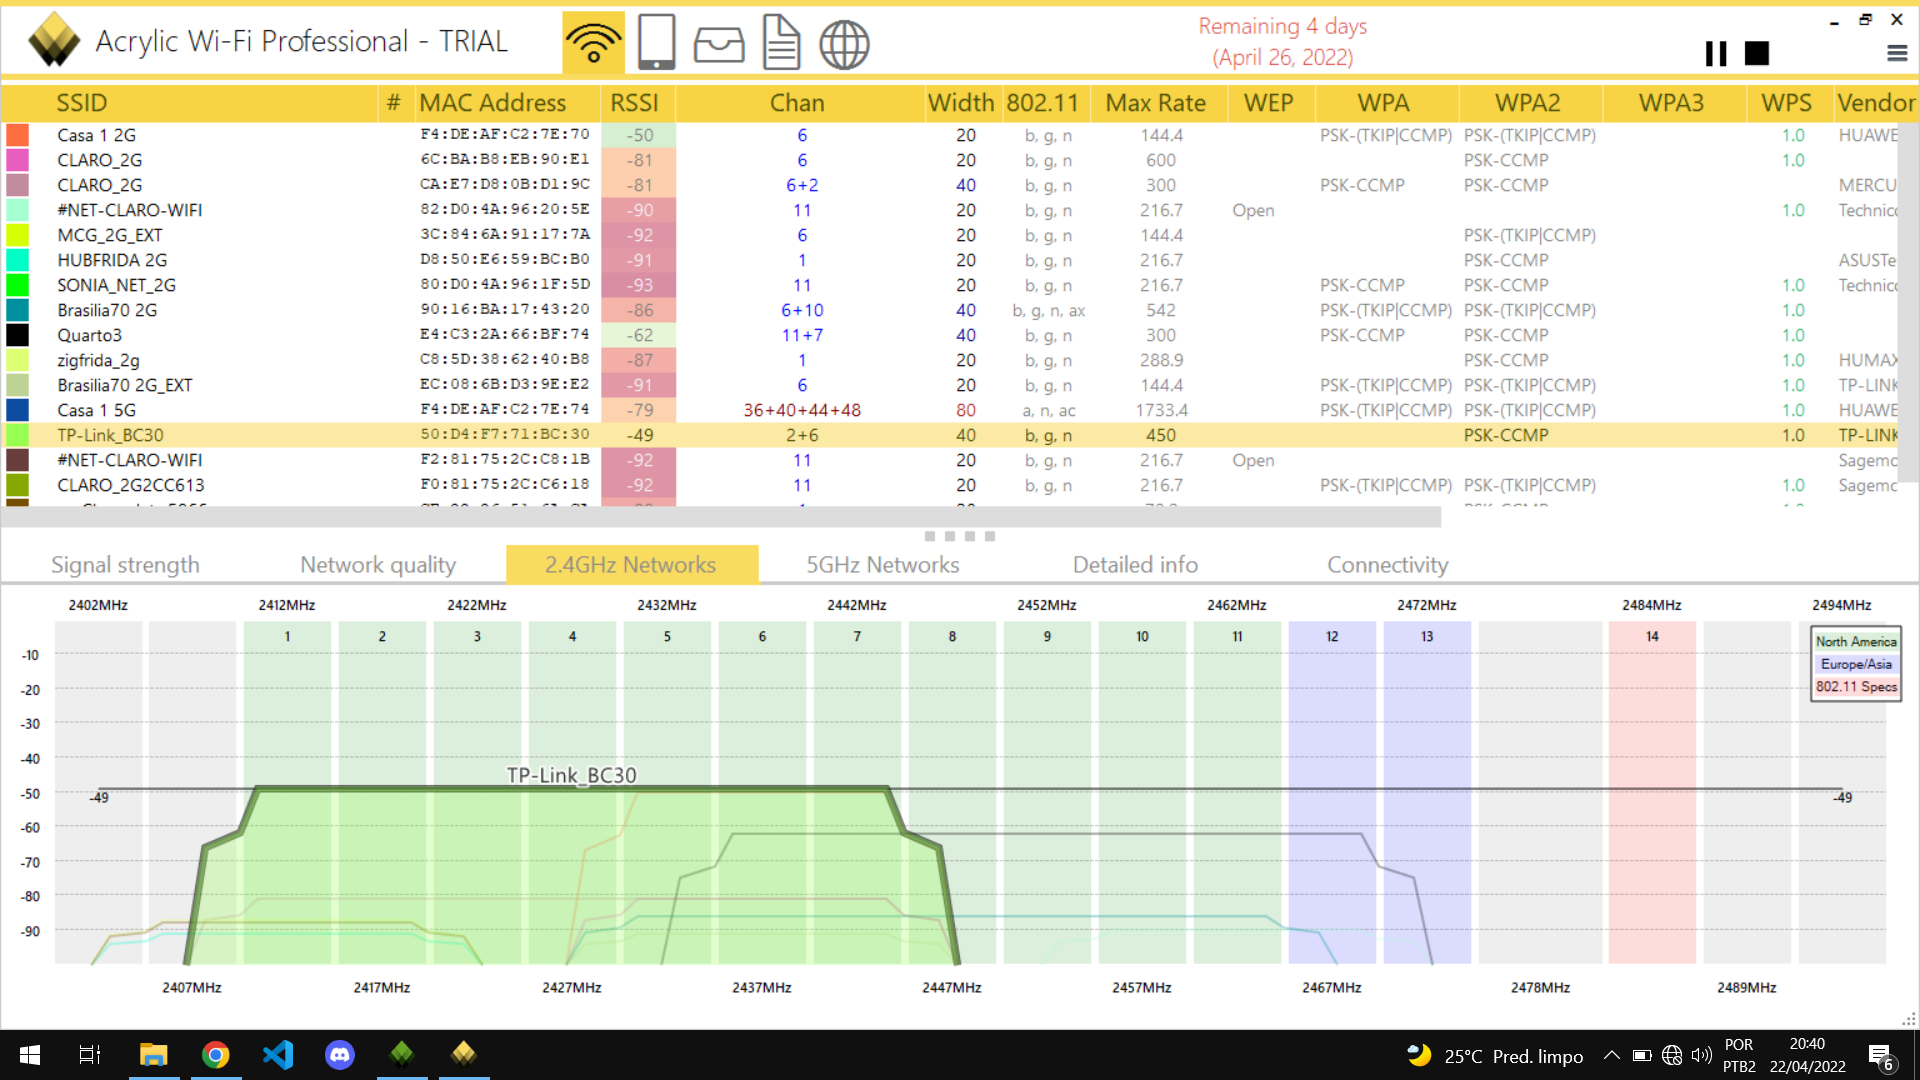 Acrylic Wi-Fi Professional - TRIAL
Remaining 4 days
(April 26, 2022)
SSID # MAC Address RSSI Chan Width 802.11 Max Rate WEP WPA WPA2 WPA3 WPS Vendor
Casa 1 2G F4:DE:AF:C2:7E:70 -50 6 20 b, g, n 144.4 PSK-(TKIP|CCMP) PSK-(TKIP|CCMP) 1.0 HUAWE
CLARO_2G 6C:BA:B8:EB:90:E1 -81 6 20 b, g, n 600 PSK-CCMP 1.0
CLARO_2G CA:E7:D8:0B:D1:9C -81 6+2 40 b, g, n 300 PSK-CCMP PSK-CCMP MERCU
#NET-CLARO-WIFI 82:D0:4A:96:20:5E -90 11 20 b, g, n 216.7 Open 1.0 Technico
MCG_2G_EXT 3C:84:6A:91:17:7A -92 6 20 b, g, n 144.4 PSK-(TKIP|CCMP)
HUBFRIDA 2G D8:50:E6:59:BC:B0 -91 1 20 b, g, n 216.7 PSK-CCMP ASUSTe
SONIA_NET_2G 80:D0:4A:96:1F:5D -93 11 20 b, g, n 216.7 PSK-CCMP PSK-CCMP 1.0 Technico
Brasilia70 2G 90:16:BA:17:43:20 -86 6+10 40 b, g, n, ax 542 PSK-(TKIP|CCMP) PSK-(TKIP|CCMP) 1.0
Quarto3 E4:C3:2A:66:BF:74 -62 11+7 40 b, g, n 300 PSK-CCMP PSK-CCMP 1.0
zigfrida_2g C8:5D:38:62:40:B8 -87 1 20 b, g, n 288.9 PSK-CCMP 1.0 HUMAX
Brasilia70 2G_EXT EC:08:6B:D3:9E:E2 -91 6 20 b, g, n 144.4 PSK-(TKIP|CCMP) PSK-(TKIP|CCMP) 1.0 TP-LINK
Casa 1 5G F4:DE:AF:C2:7E:74 -79 36+40+44+48 80 a, n, ac 1733.4 PSK-(TKIP|CCMP) PSK-(TKIP|CCMP) 1.0 HUAWE
TP-Link_BC30 50:D4:F7:71:BC:30 -49 2+6 40 b, g, n 450 PSK-CCMP 1.0 TP-LINK
#NET-CLARO-WIFI F2:81:75:2C:C8:1B -92 11 20 b, g, n 216.7 Open Sagemc
CLARO_2G2CC613 F0:81:75:2C:C6:18 -92 11 20 b, g, n 216.7 PSK-(TKIP|CCMP) PSK-(TKIP|CCMP) 1.0 Sagemc
Signal strength Network quality 2.4GHz Networks 5GHz Networks Detailed info Connectivity
2402MHz 2412MHz 2422MHz 2432MHz 2442MHz 2452MHz 2462MHz 2472MHz 2484MHz 2494MHz
1 2 3 4 5 6 7 8 9 10 11 12 13 14
North America
Europe/Asia
802.11 Specs
-10
-20
-30
-40
TP-Link_BC30
-50
-49 -49
-60
-70
-80
-90
2407MHz 2417MHz 2427MHz 2437MHz 2447MHz 2457MHz 2467MHz 2478MHz 2489MHz
25°C Pred. limpo
POR
PTB2
20:40
22/04/2022
6